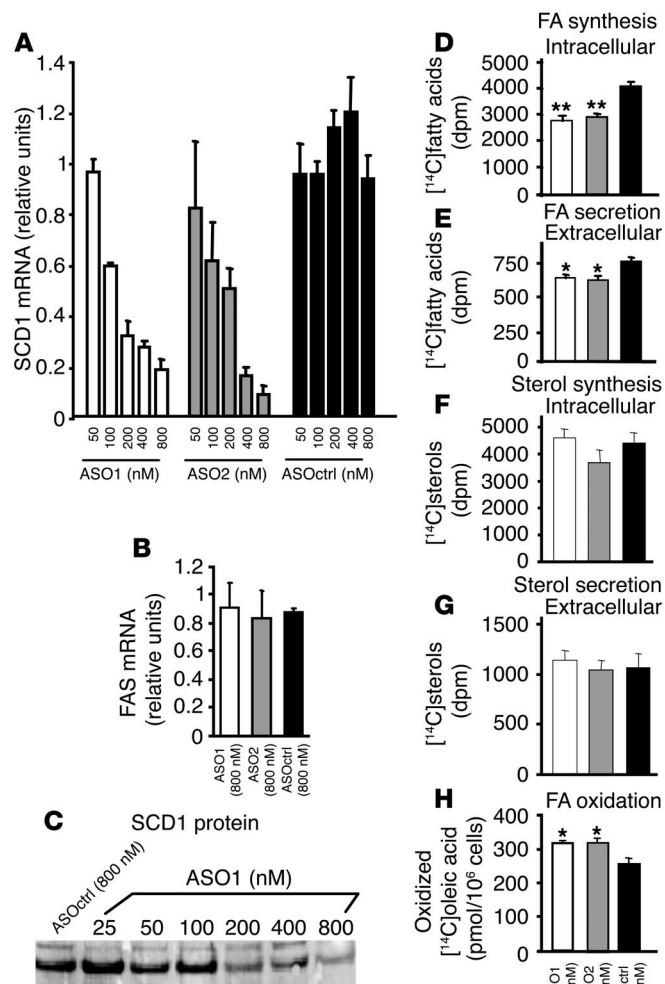 A
SCD1 mRNA (relative units)
1.4
1.2
1
0.8
0.6
0.4
0.2
0
50 100 200 400 800
50 100 200 400 800
50 100 200 400 800
ASO1 (nM) ASO2 (nM) ASOctrl (nM)
B
FAS mRNA
(relative units)
1.2
1
0.8
0.6
0.4
0.2
0
ASO1
(800 nM)
ASO2
(800 nM)
ASOctrl
(800 nM)
C SCD1 protein
ASOctrl (800 nM)
ASO1 (nM)
25 50 100 200 400 800
D FA synthesis
Intracellular
[14C]fatty acids
(dpm)
5000
4000
3000
2000
1000
0
** **
E FA secretion
Extracellular
[14C]fatty acids
(dpm)
750
500
250
0
* *
F Sterol synthesis
Intracellular
[14C]sterols
(dpm)
5000
4000
3000
2000
1000
0
G Sterol secretion
Extracellular
[14C]sterols
(dpm)
1500
1000
500
0
H FA oxidation
Oxidized
[14C]oleic acid
(pmol/10⁶ cells)
400
300
200
100
0
* *
O1
nM)
O2
nM)
ctrl
nM)